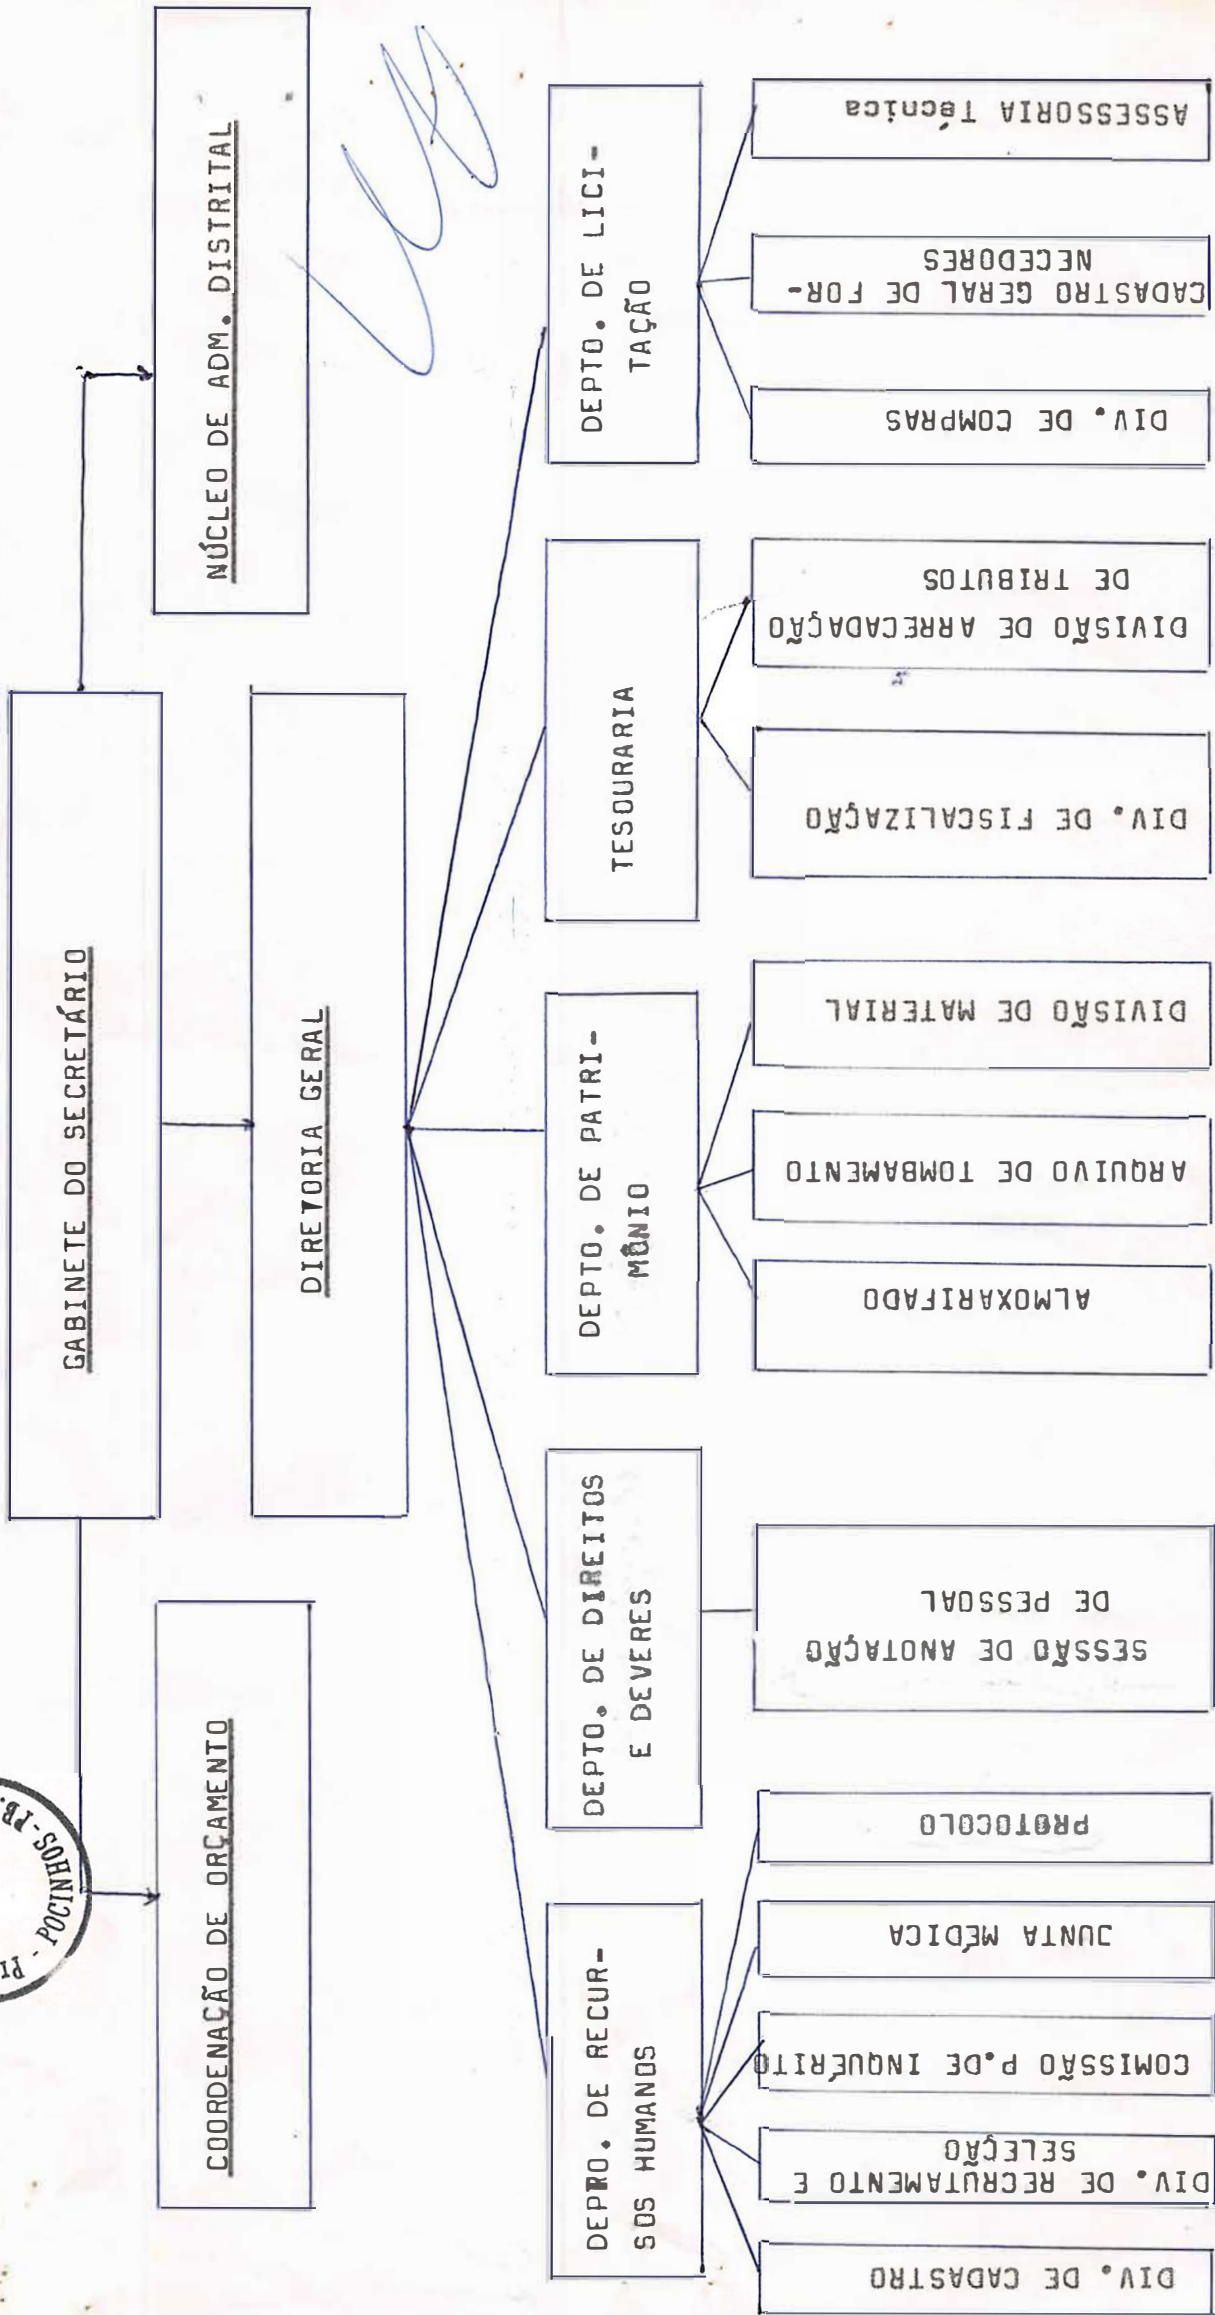 GABINETE DO SECRETÁRIO
COORDENAÇÃO DE ORÇAMENTO
NÚCLEO DE ADM. DISTRITAL
DIRETORIA GERAL
DEPTO. DE RECUR-
SOS HUMANOS
DEPTO. DE DIREITOS
E DEVERES
DEPTO. DE PATRI-
MÔNIO
TESOURARIA
DEPTO. DE LICI-
TAÇÃO
DIV. DE CADASTRO
DIV. DE RECRUTAMENTO E
SELEÇÃO
COMISSÃO P.DE INQUÉRITO
JUNTA MÉDICA
PROTOCOLO
SESSÃO DE ANOTAÇÃO
DE PESSOAL
ALMOXARIFADO
ARQUIVO DE TOMBAMENTO
DIVISÃO DE MATERIAL
DIV. DE FISCALIZAÇÃO
DIVISÃO DE ARRECADAÇÃO
DE TRIBUTOS
DIV. DE COMPRAS
CADASTRO GERAL DE FOR-
NECEDORES
ASSESSORIA Técnica
- POCINHOS-PB.